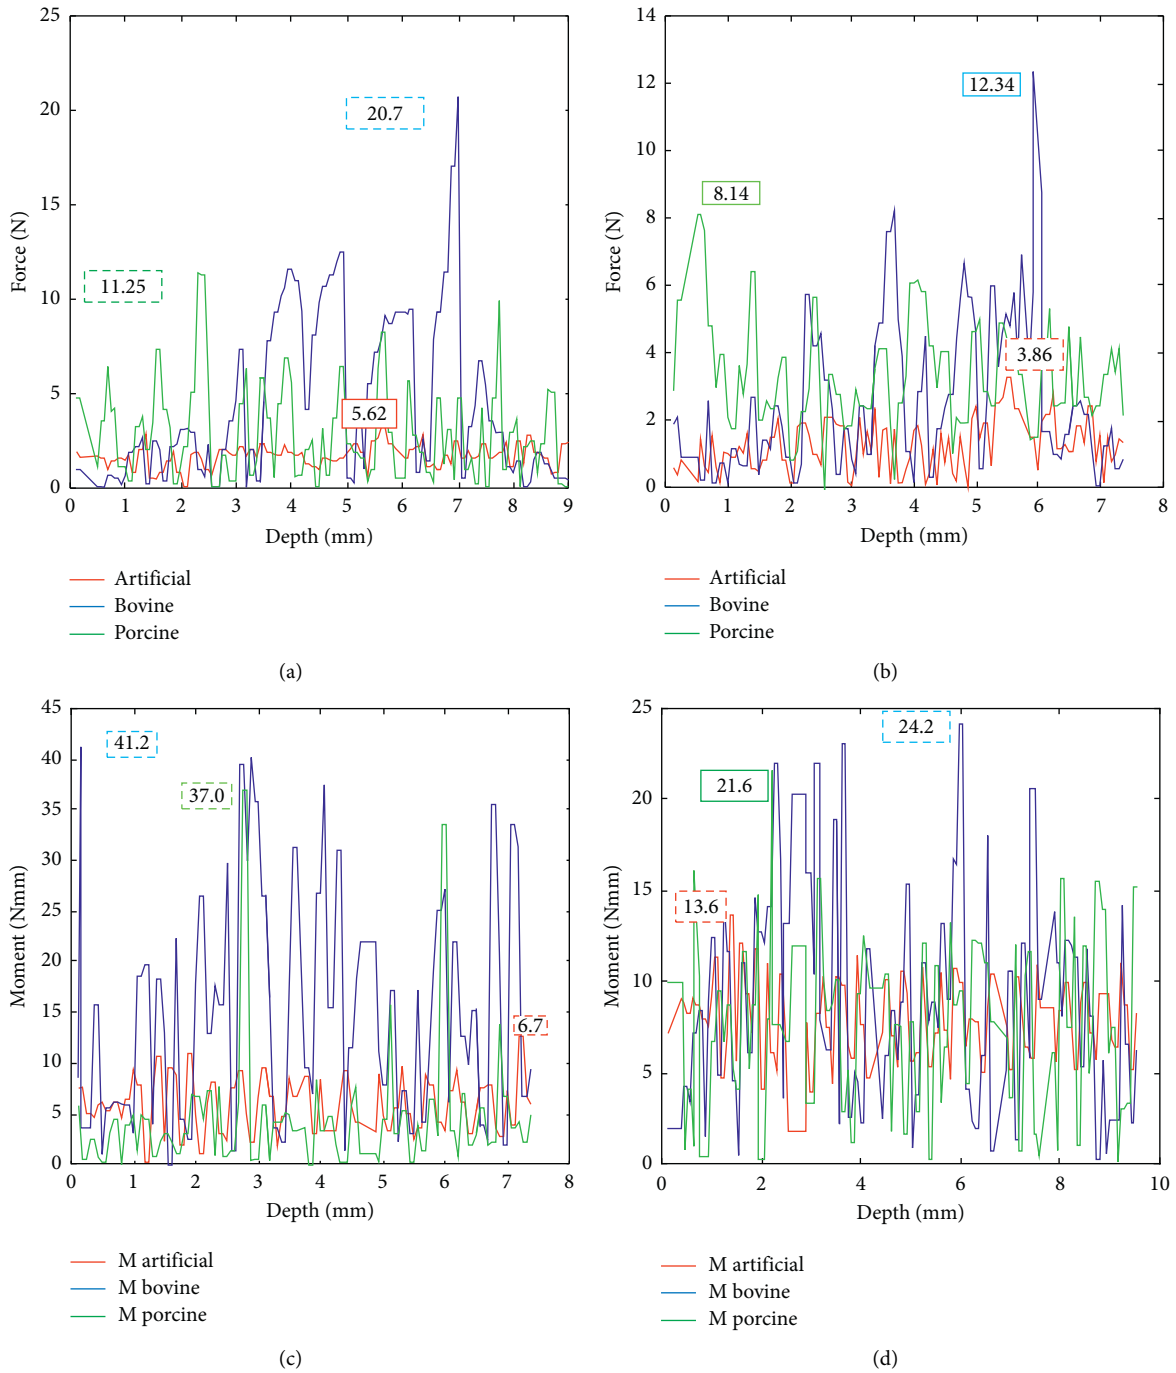 25
20
15
10
5
0
Force (N)
20.7
11.25
5.62
0 1 2 3 4 5 6 7 8 9
Depth (mm)
Artificial
Bovine
Porcine
(a)
14
12
10
8
6
4
2
0
Force (N)
12.34
8.14
3.86
0 1 2 3 4 5 6 7 8
Depth (mm)
Artificial
Bovine
Porcine
(b)
45
40
35
30
25
20
15
10
5
0
Moment (Nmm)
41.2
37.0
6.7
0 1 2 3 4 5 6 7 8
Depth (mm)
M artificial
M bovine
M porcine
(c)
25
20
15
10
5
0
Moment (Nmm)
24.2
21.6
13.6
0 2 4 6 8 10
Depth (mm)
M artificial
M bovine
M porcine
(d)